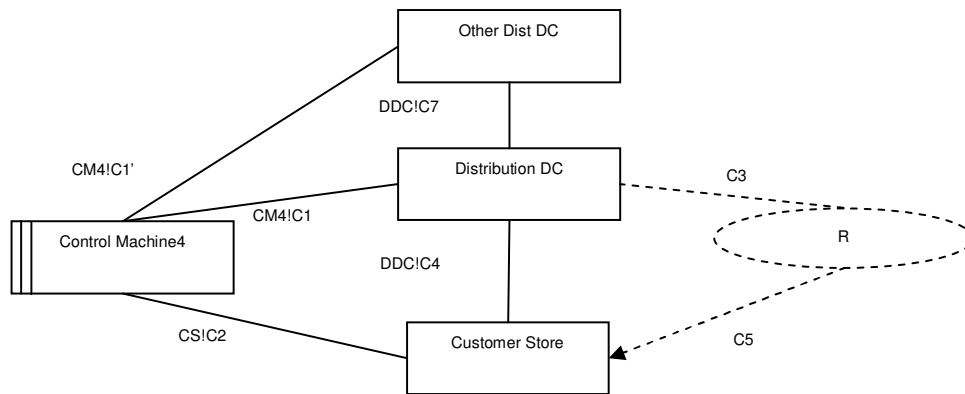 Other Dist DC
DDC!C7
CM4!C1’
Distribution DC
C3
CM4!C1
Control Machine4
R
DDC!C4
CS!C2
Customer Store
C5